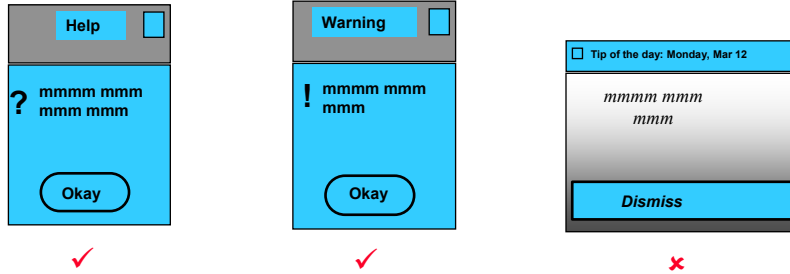 Help
? mmmm mmm
mmm mmm
Okay
✓
Warning
! mmmm mmm
mmm
Okay
✓
Tip of the day: Monday, Mar 12
mmmm mmm
mmm
Dismiss
✗